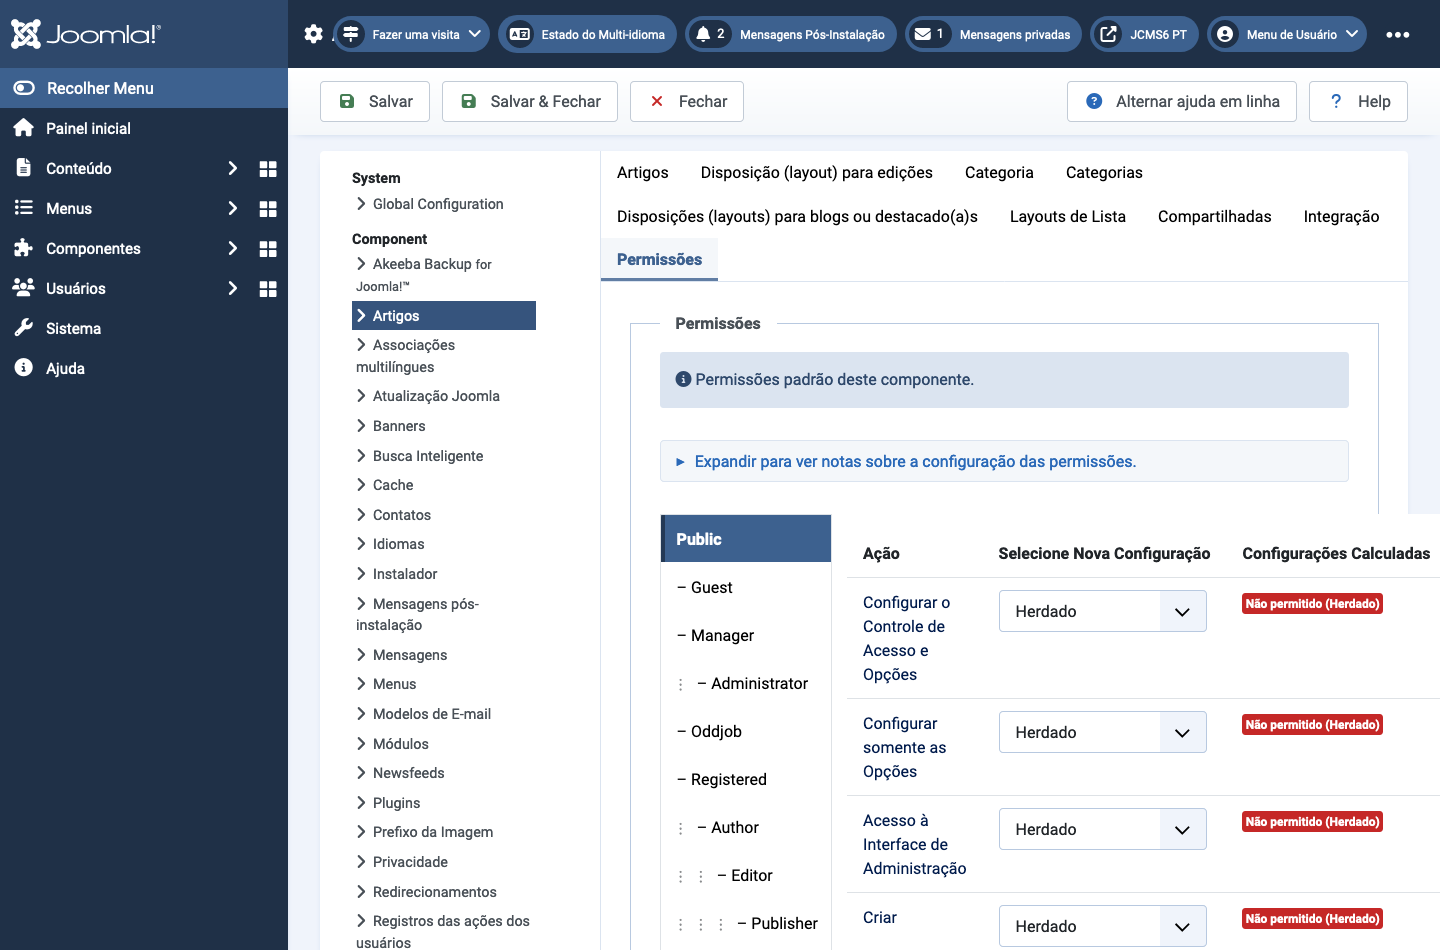 Joomla!®
Fazer uma visita
Estado do Multi-idioma
2 Mensagens Pós-Instalação
1 Mensagens privadas
JCMS6 PT
Menu de Usuário
Recolher Menu
Painel inicial
Conteúdo
Menus
Componentes
Usuários
Sistema
Ajuda
Salvar
Salvar & Fechar
Fechar
Alternar ajuda em linha
Help
System
Global Configuration
Component
Akeeba Backup for
Joomla!™
Artigos
Associações
multilíngues
Atualização Joomla
Banners
Busca Inteligente
Cache
Contatos
Idiomas
Instalador
Mensagens pós-
instalação
Mensagens
Menus
Modelos de E-mail
Módulos
Newsfeeds
Plugins
Prefixo da Imagem
Privacidade
Redirecionamentos
Registros das ações dos
usuários
Artigos Disposição (layout) para edições Categoria Categorias
Disposições (layouts) para blogs ou destacado(a)s Layouts de Lista Compartilhadas Integração
Permissões
Permissões
Permissões padrão deste componente.
Expandir para ver notas sobre a configuração das permissões.
Public
– Guest
– Manager
– Administrator
– Oddjob
– Registered
– Author
– Editor
– Publisher
Ação Selecione Nova Configuração Configurações Calculadas
Configurar o
Controle de
Acesso e
Opções
Herdado
Não permitido (Herdado)
Configurar
somente as
Opções
Herdado
Não permitido (Herdado)
Acesso à
Interface de
Administração
Herdado
Não permitido (Herdado)
Criar
Herdado
Não permitido (Herdado)